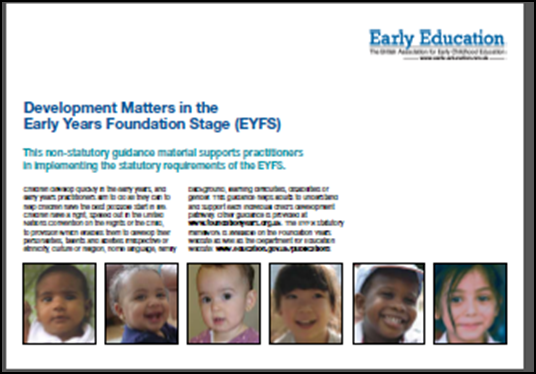 Early Education
The British Association for Early Childhood Education
www.early-education.org.uk
Development Matters in the
Early Years Foundation Stage (EYFS)
This non-statutory guidance material supports practitioners
in implementing the statutory requirements of the EYFS.
Children develop quickly in the early years, and
early years practitioners aim to do all they can to
help children have the best possible start in life.
Children have a right, spelled out in the United
Nations Convention on the Rights of the Child,
to provision which enables them to develop their
personalities, talents and abilities irrespective of
ethnicity, culture or religion, home language, family
background, learning difficulties, disabilities or
gender. This guidance helps adults to understand
and support each individual child's development
pathway. Other guidance is provided at
www.foundationyears.org.uk. The EYFS statutory
framework is available on the Foundation Years
website as well as the Department for Education
website: www.education.gov.uk/publications